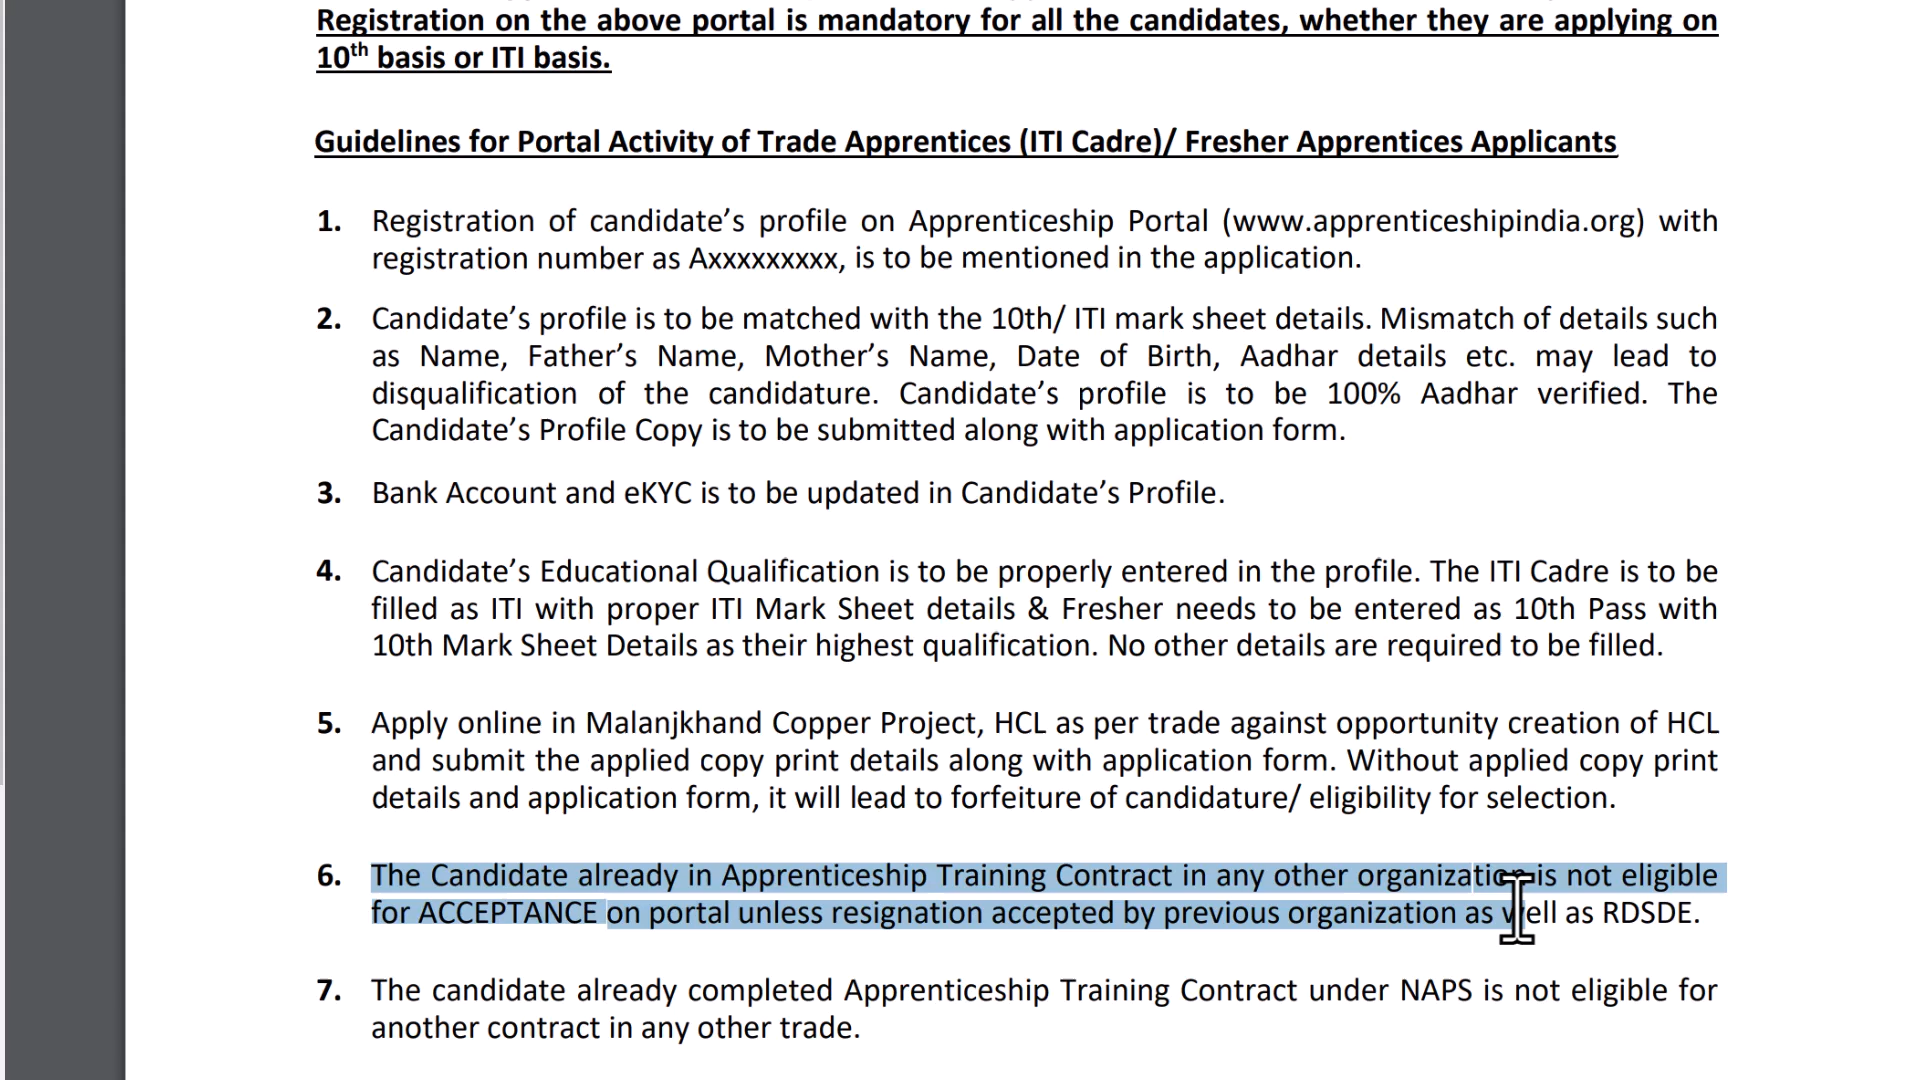 Registration on the above portal is mandatory for all the candidates, whether they are applying on
10th basis or ITI basis.
Guidelines for Portal Activity of Trade Apprentices (ITI Cadre)/ Fresher Apprentices Applicants
1. Registration of candidate’s profile on Apprenticeship Portal (www.apprenticeshipindia.org) with
registration number as Axxxxxxxxx, is to be mentioned in the application.
2. Candidate’s profile is to be matched with the 10th/ ITI mark sheet details. Mismatch of details such
as Name, Father’s Name, Mother’s Name, Date of Birth, Aadhar details etc. may lead to
disqualification of the candidature. Candidate’s profile is to be 100% Aadhar verified. The
Candidate’s Profile Copy is to be submitted along with application form.
3. Bank Account and eKYC is to be updated in Candidate’s Profile.
4. Candidate’s Educational Qualification is to be properly entered in the profile. The ITI Cadre is to be
filled as ITI with proper ITI Mark Sheet details & Fresher needs to be entered as 10th Pass with
10th Mark Sheet Details as their highest qualification. No other details are required to be filled.
5. Apply online in Malanjkhand Copper Project, HCL as per trade against opportunity creation of HCL
and submit the applied copy print details along with application form. Without applied copy print
details and application form, it will lead to forfeiture of candidature/ eligibility for selection.
6. The Candidate already in Apprenticeship Training Contract in any other organization is not eligible
for ACCEPTANCE on portal unless resignation accepted by previous organization as well as RDSDE.
7. The candidate already completed Apprenticeship Training Contract under NAPS is not eligible for
another contract in any other trade.